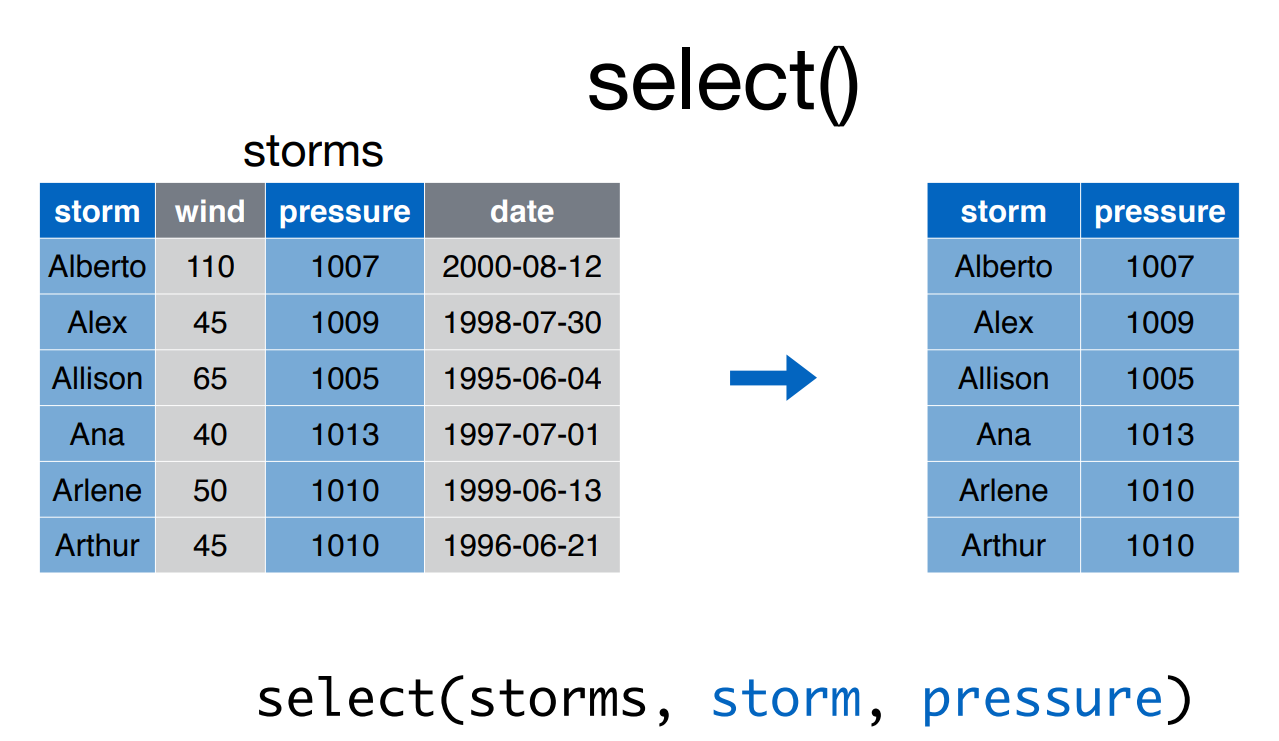 select()
storms
storm wind pressure date
Alberto 110 1007 2000-08-12
Alex 45 1009 1998-07-30
Allison 65 1005 1995-06-04
Ana 40 1013 1997-07-01
Arlene 50 1010 1999-06-13
Arthur 45 1010 1996-06-21
storm pressure
Alberto 1007
Alex 1009
Allison 1005
Ana 1013
Arlene 1010
Arthur 1010
select(storms, storm, pressure)